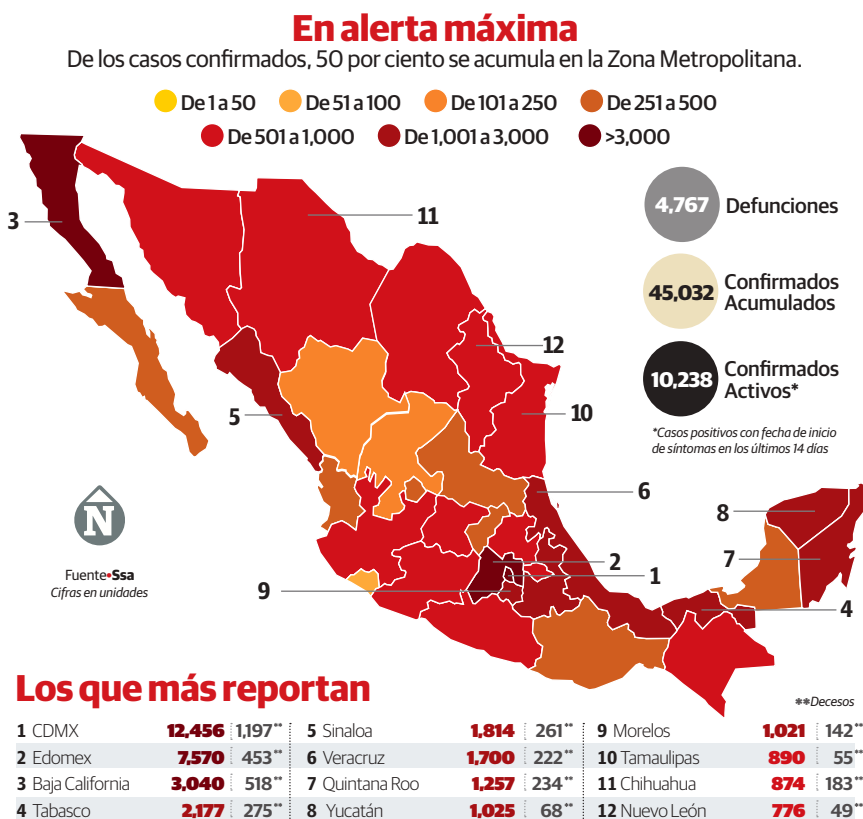 En alerta máxima
De los casos confirmados, 50 por ciento se acumula en la Zona Metropolitana.
De 1 a 50
De 51 a 100
De 101 a 250
De 251 a 500
De 501 a 1,000
De 1,001 a 3,000
>3,000
4,767 Defunciones
45,032 Confirmados
Acumulados
10,238 Confirmados
Activos*
*Casos positivos con fecha de inicio
de síntomas en los últimos 14 días
3
11
12
5
10
6
8
2
7
1
9
4
N
Fuente•Ssa
Cifras en unidades
Los que más reportan
**Decesos
1 CDMX 12,456 1,197**
2 Edomex 7,570 453**
3 Baja California 3,040 518**
4 Tabasco 2,177 275**
5 Sinaloa 1,814 261**
6 Veracruz 1,700 222**
7 Quintana Roo 1,257 234**
8 Yucatán 1,025 68**
9 Morelos 1,021 142**
10 Tamaulipas 890 55**
11 Chihuahua 874 183**
12 Nuevo León 776 49**